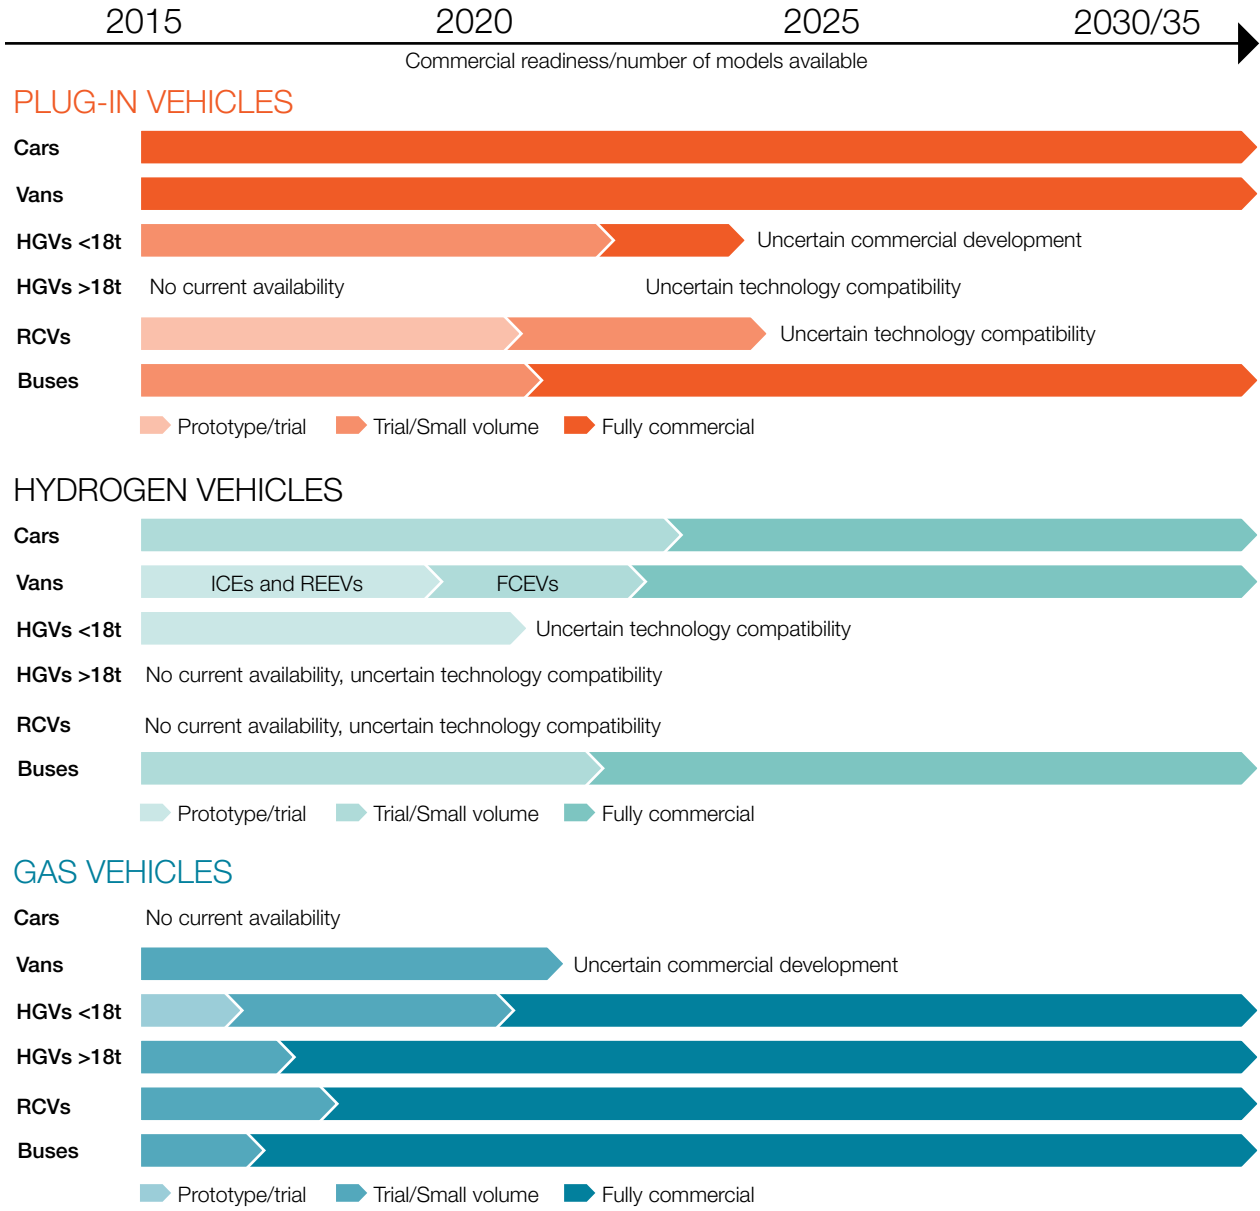 2015 2020 2025 2030/35
Commercial readiness/number of models available
PLUG-IN VEHICLES
Cars
Vans
HGVs <18t Uncertain commercial development
HGVs >18t No current availability Uncertain technology compatibility
RCVs Uncertain technology compatibility
Buses
Prototype/trial Trial/Small volume Fully commercial
HYDROGEN VEHICLES
Cars
Vans ICEs and REEVs FCEVs
HGVs <18t Uncertain technology compatibility
HGVs >18t No current availability, uncertain technology compatibility
RCVs No current availability, uncertain technology compatibility
Buses
Prototype/trial Trial/Small volume Fully commercial
GAS VEHICLES
Cars No current availability
Vans Uncertain commercial development
HGVs <18t
HGVs >18t
RCVs
Buses
Prototype/trial Trial/Small volume Fully commercial